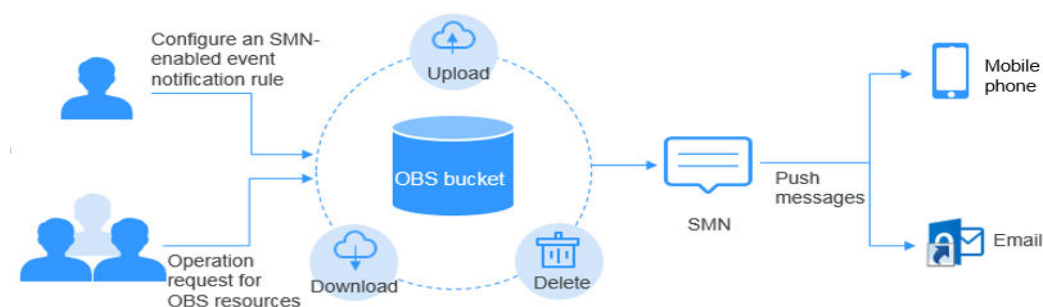 Configure an SMN-
enabled event
notification rule
Upload
OBS bucket
Download
Delete
Operation
request for
OBS resources
SMN
Push
messages
Mobile
phone
Email